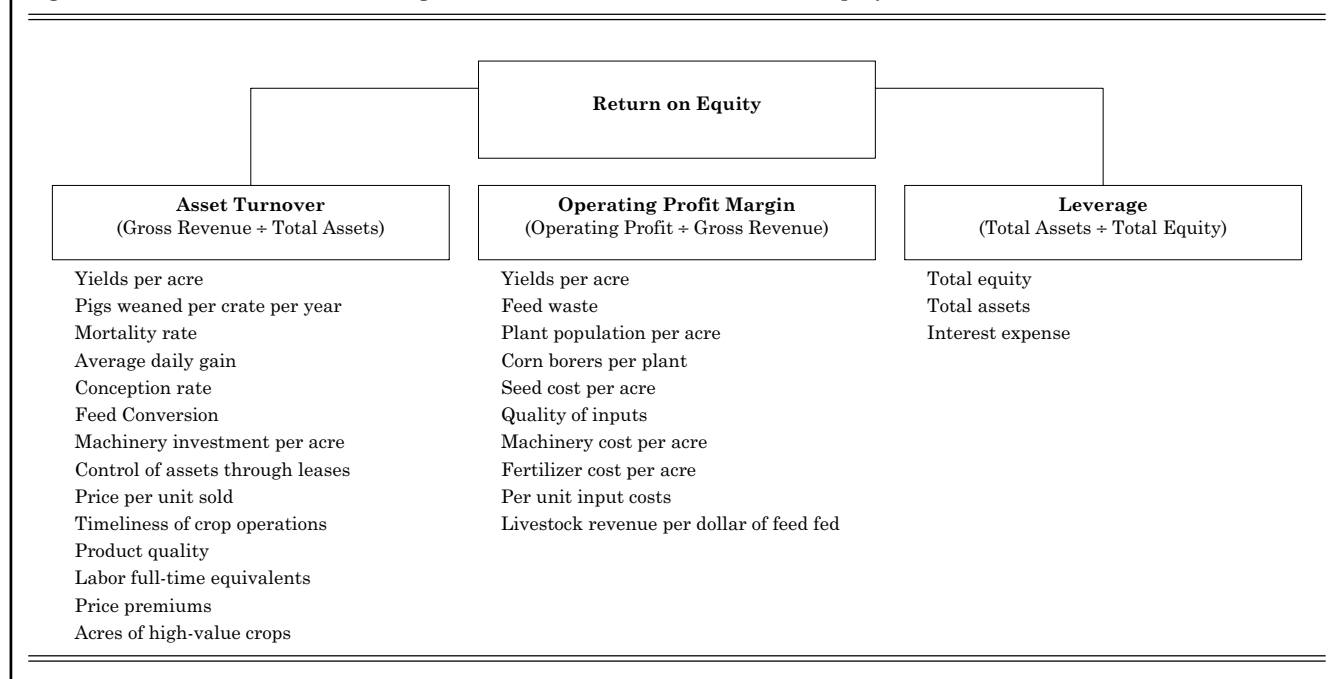 Return on Equity
Asset Turnover
(Gross Revenue ÷ Total Assets)
Yields per acre
Pigs weaned per crate per year
Mortality rate
Average daily gain
Conception rate
Feed Conversion
Machinery investment per acre
Control of assets through leases
Price per unit sold
Timeliness of crop operations
Product quality
Labor full-time equivalents
Price premiums
Acres of high-value crops
Operating Profit Margin
(Operating Profit ÷ Gross Revenue)
Yields per acre
Feed waste
Plant population per acre
Corn borers per plant
Seed cost per acre
Quality of inputs
Machinery cost per acre
Fertilizer cost per acre
Per unit input costs
Livestock revenue per dollar of feed fed
Leverage
(Total Assets ÷ Total Equity)
Total equity
Total assets
Interest expense